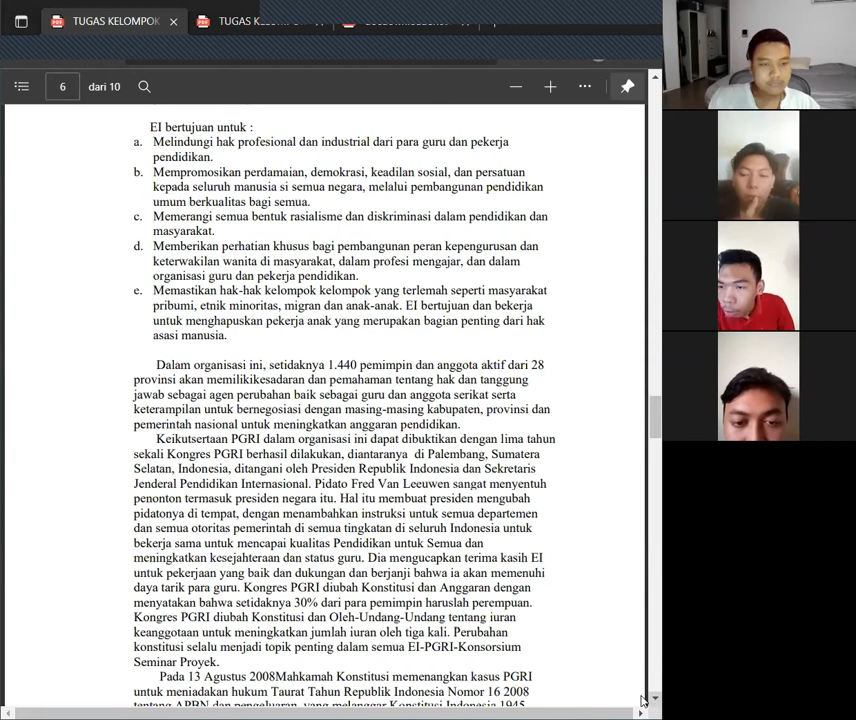 TUGAS KELOMPOK
6 dari 10
EI bertujuan untuk :
a. Melindungi hak profesional dan industrial dari para guru dan pekerja
pendidikan.
b. Mempromosikan perdamaian, demokrasi, keadilan sosial, dan persatuan
kepada seluruh manusia si semua negara, melalui pembangunan pendidikan
umum berkualitas bagi semua.
c. Memerangi semua bentuk rasialisme dan diskriminasi dalam pendidikan dan
masyarakat.
d. Memberikan perhatian khusus bagi pembangunan peran kepengurusan dan
keterwakilan wanita di masyarakat, dalam profesi mengajar, dan dalam
organisasi guru dan pekerja pendidikan.
e. Memastikan hak-hak kelompok kelompok yang terlemah seperti masyarakat
pribumi, etnik minoritas, migran dan anak-anak. EI bertujuan dan bekerja
untuk menghapuskan pekerja anak yang merupakan bagian penting dari hak
asasi manusia.
Dalam organisasi ini, setidaknya 1.440 pemimpin dan anggota aktif dari 28
provinsi akan memilikikesadaran dan pemahaman tentang hak dan tanggung
jawab sebagai agen perubahan baik sebagai guru dan anggota serikat serta
keterampilan untuk bernegosiasi dengan masing-masing kabupaten, provinsi dan
pemerintah nasional untuk meningkatkan anggaran pendidikan.
Keikutsertaan PGRI dalam organisasi ini dapat dibuktikan dengan lima tahun
sekali Kongres PGRI berhasil dilakukan, diantaranya di Palembang, Sumatera
Selatan, Indonesia, ditangani oleh Presiden Republik Indonesia dan Sekretaris
Jenderal Pendidikan Internasional. Pidato Fred Van Leeuwen sangat menyentuh
penonton termasuk presiden negara itu. Hal itu membuat presiden mengubah
pidatonya di tempat, dengan menambahkan instruksi untuk semua departemen
dan semua otoritas pemerintah di semua tingkatan di seluruh Indonesia untuk
bekerja sama untuk mencapai kualitas Pendidikan untuk Semua dan
meningkatkan kesejahteraan dan status guru. Dia mengucapkan terima kasih EI
untuk pekerjaan yang baik dan dukungan dan berjanji bahwa ia akan memenuhi
daya tarik para guru. Kongres PGRI diubah Konstitusi dan Anggaran dengan
menyatakan bahwa setidaknya 30% dari para pemimpin haruslah perempuan.
Kongres PGRI diubah Konstitusi dan Oleh-Undang-Undang tentang iuran
keanggotaan untuk meningkatkan jumlah iuran oleh tiga kali. Perubahan
konstitusi selalu menjadi topik penting dalam semua EI-PGRI-Konsorsium
Seminar Proyek.
Pada 13 Agustus 2008Mahkamah Konstitusi memenangkan kasus PGRI
untuk meniadakan hukum Taurat Tahun Republik Indonesia Nomor 16 2008
tentang APBN dan pengeluaran, yang melanggar Konstitusi Indonesia 1945